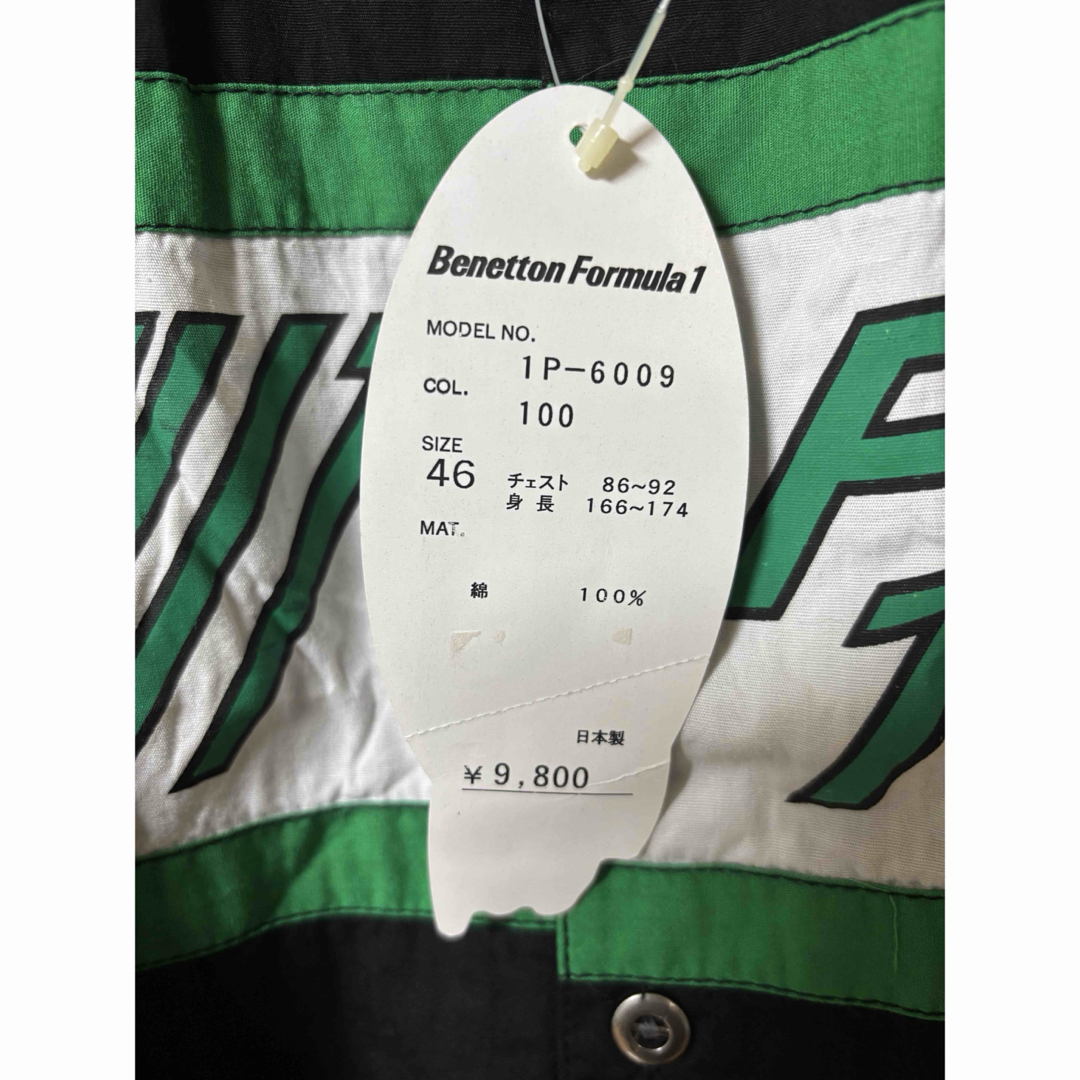 Benetton Formula 1
MODEL NO.
1P-6009
COL.
100
SIZE
46
チェスト 86~92
身長 166~174
MAT.
綿 100%
日本製
¥9,800